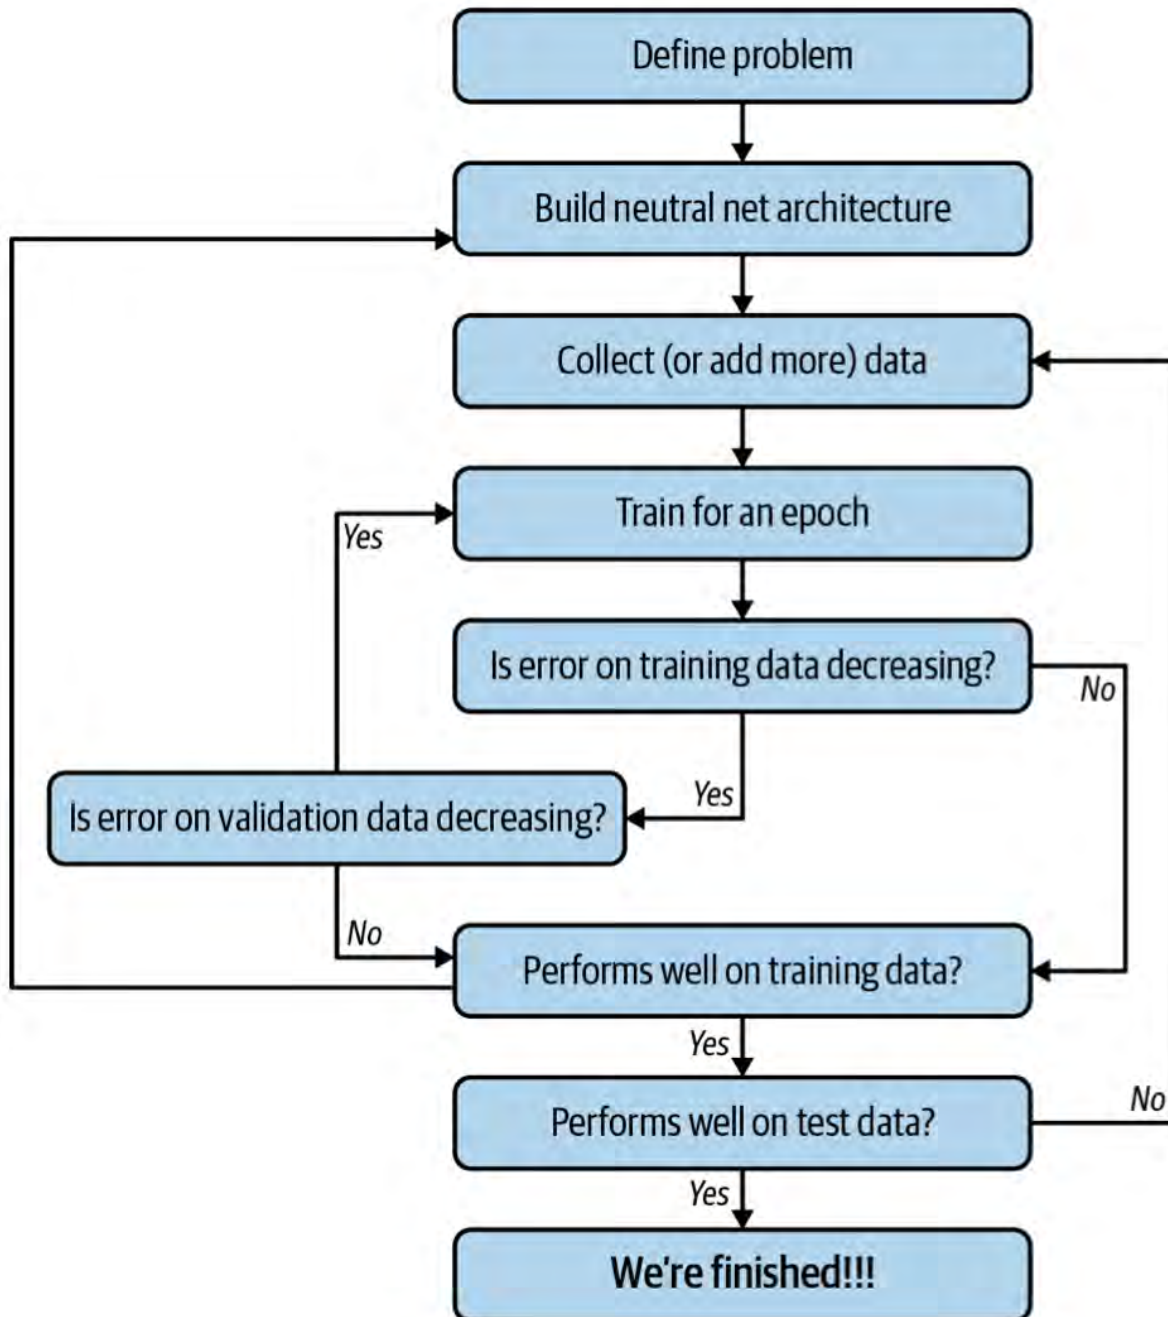 Define problem
Build neutral net architecture
Collect (or add more) data
Train for an epoch
Yes
Is error on training data decreasing?
No
Yes
Is error on validation data decreasing?
No
Performs well on training data?
Yes
Performs well on test data?
No
Yes
We're finished!!!